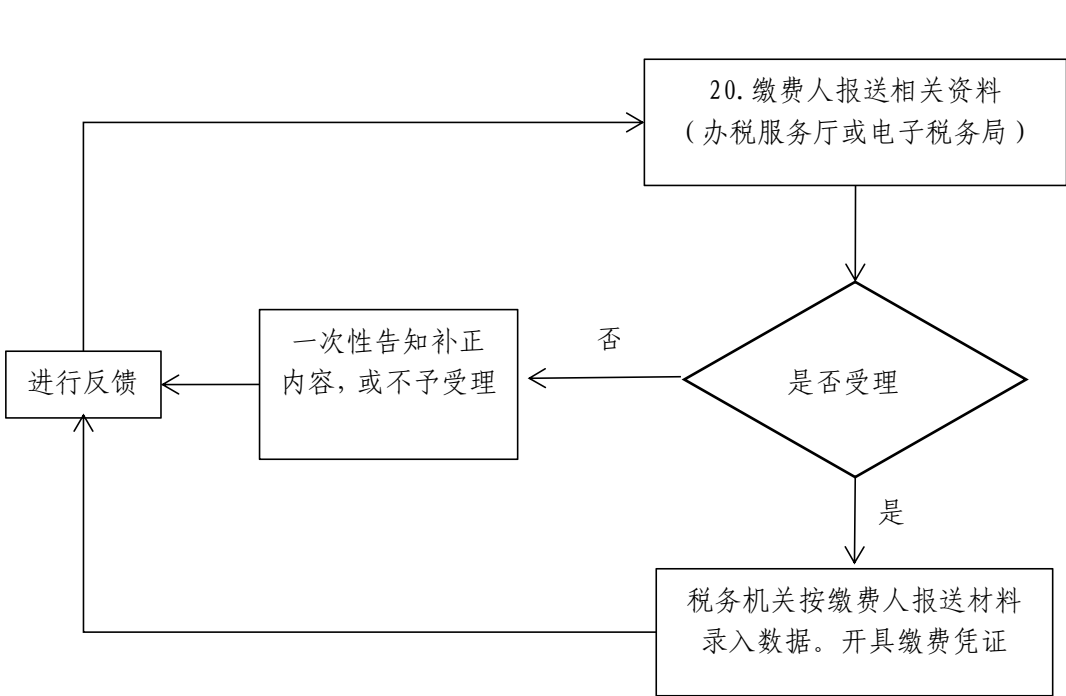 20.缴费人报送相关资料
(办税服务厅或电子税务局)
否
一次性告知补正
内容,或不予受理
进行反馈
是否受理
是
税务机关按缴费人报送材料
录入数据。开具缴费凭证